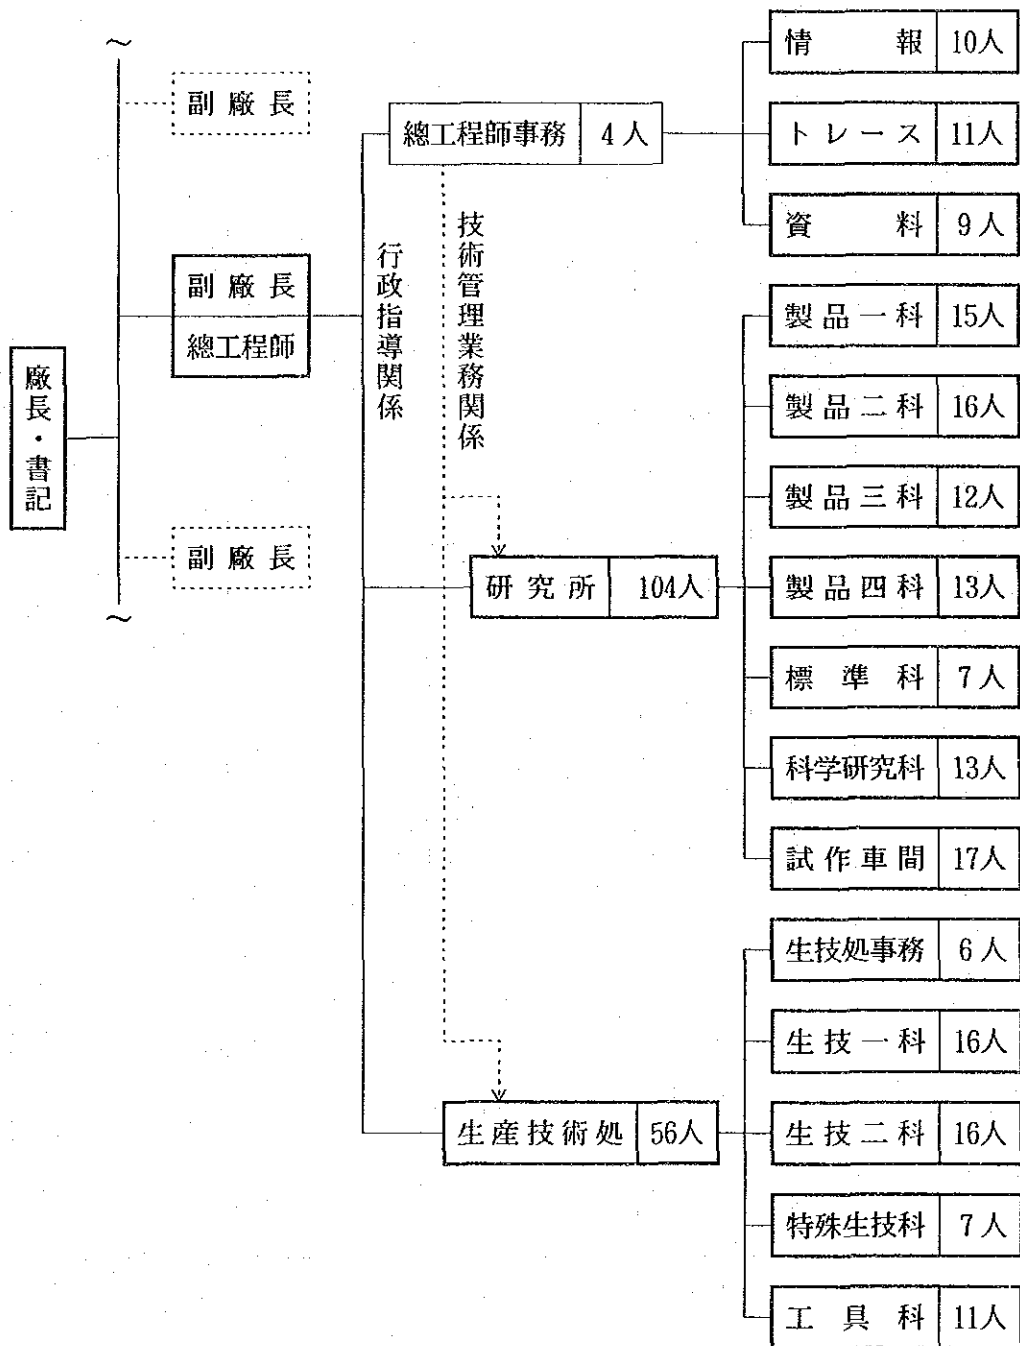 廠長・書記
副廠長
副廠長
總工程師
副廠長
行政指導関係
技術管理業務関係
總工程師事務 4人
情報 10人
トレース 11人
資料 9人
研究所 104人
製品一科 15人
製品二科 16人
製品三科 12人
製品四科 13人
標準科 7人
科学研究科 13人
試作車間 17人
生産技術処 56人
生技処事務 6人
生技一科 16人
生技二科 16人
特殊生技科 7人
工具科 11人